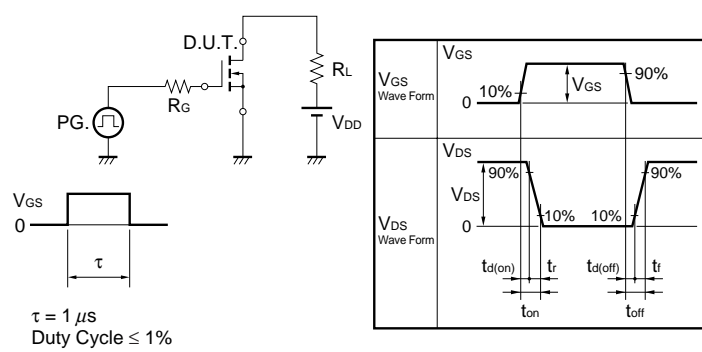 D.U.T.
RG
PG.
RL
VDD
VGS
0
τ
τ = 1 μs
Duty Cycle ≤ 1%
VGS
Wave Form
VGS
10%
0
VGS
90%
VDS
Wave Form
VDS
90%
VDS
0
10%
10%
90%
td(on)
tr
td(off)
tf
ton
toff